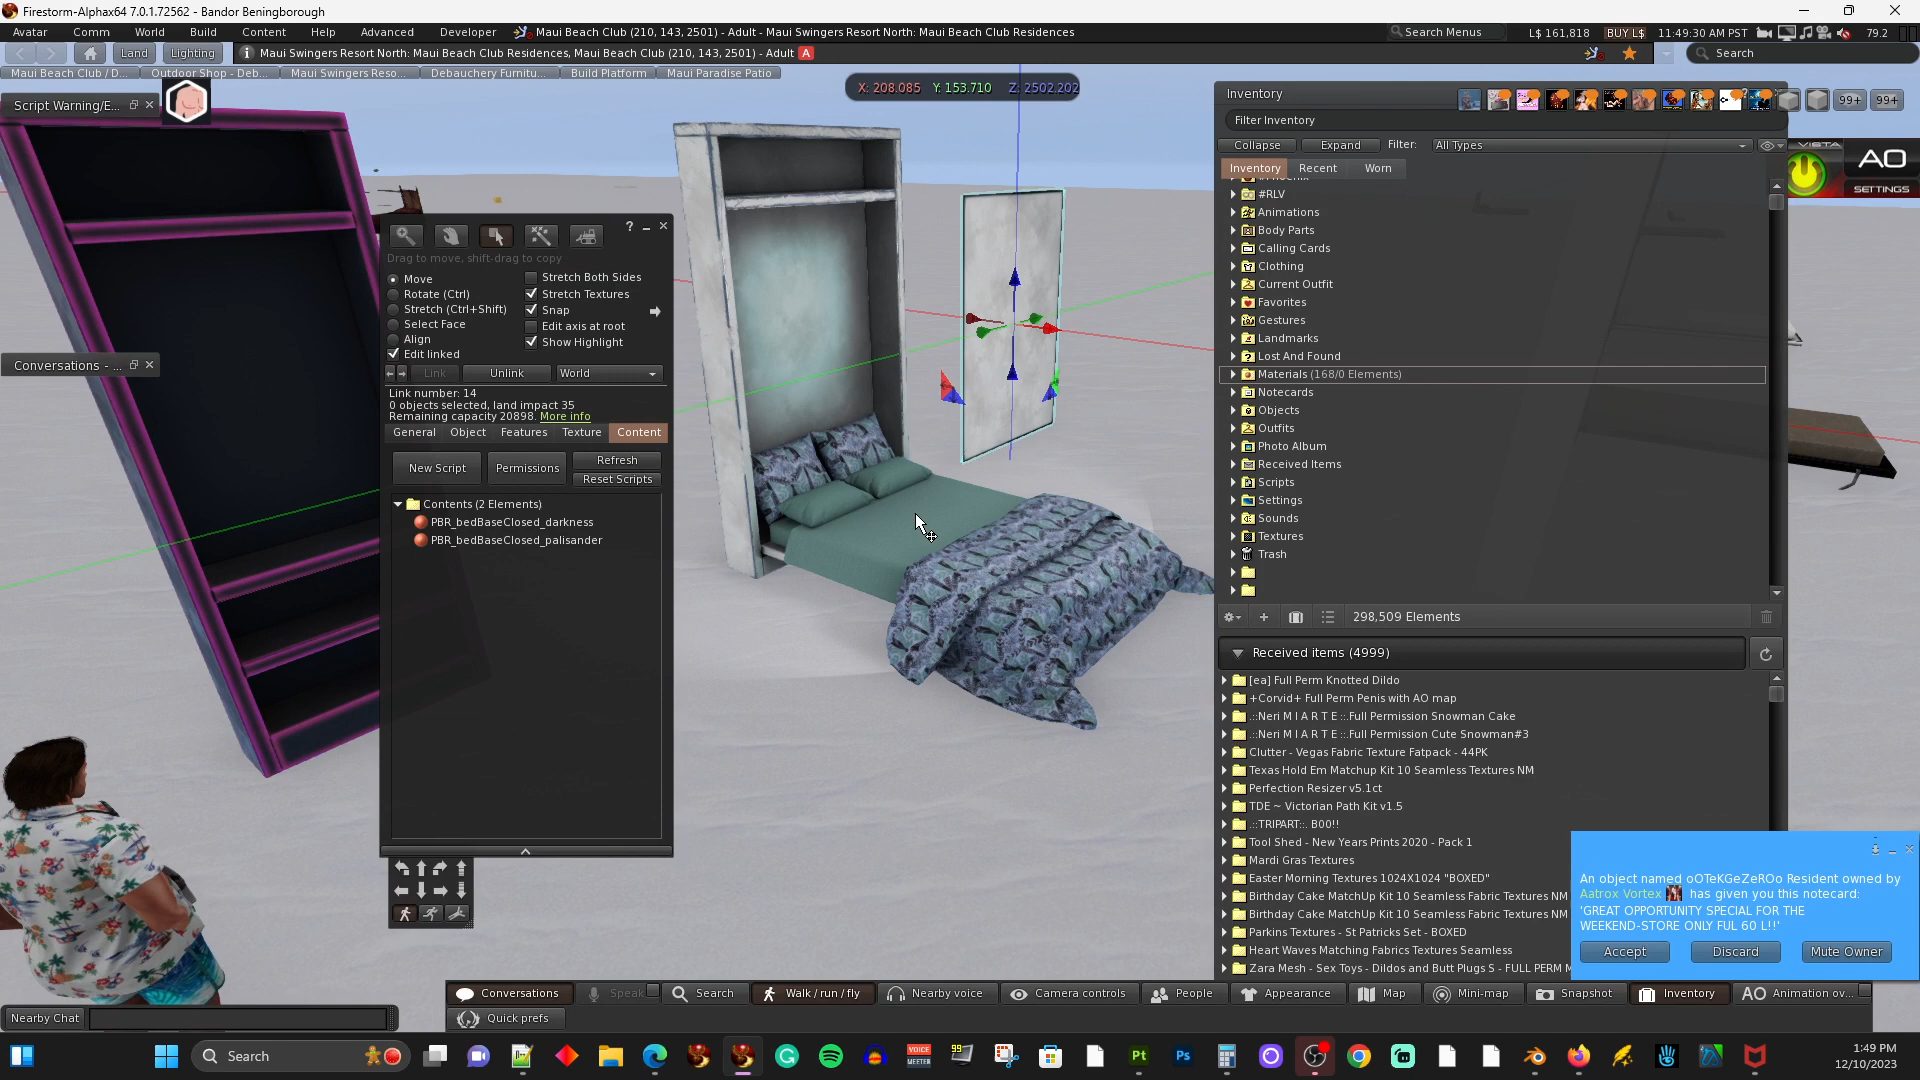 Firestorm-Alphax64 7.0.1.72562 - Bandor Beningborough
Avatar Comm World Build Content Help Advanced Developer Maui Beach Club (210, 143, 2501) - Adult - Maui Swingers Resort North: Maui Beach Club Residences
Search Menus L$ 161,818 BUY L$ 11:49:30 AM PST 79.2
Land Lighting Maui Swingers Resort North: Maui Beach Club Residences, Maui Beach Club (210, 143, 2501) - Adult A
Search
Maui Beach Club / D... Outdoor Shop - Deb... Maui Swingers Reso... Debauchery Furnitu... Build Platform Maui Paradise Patio
X: 208.085 Y: 153.710 Z: 2502.202
Script Warning/E...
Conversations - ...
?
Drag to move, shift-drag to copy
Move
Rotate (Ctrl)
Stretch (Ctrl+Shift)
Select Face
Align
Edit linked
Stretch Both Sides
Stretch Textures
Snap
Edit axis at root
Show Highlight
Link Unlink World
Link number: 14
0 objects selected, land impact 35
Remaining capacity 20898. More info
General Object Features Texture Content
New Script Permissions Refresh
Reset Scripts
Contents (2 Elements)
PBR_bedBaseClosed_darkness
PBR_bedBaseClosed_palisander
Inventory
99+ 99+
Filter Inventory
Collapse Expand Filter: All Types
Inventory Recent Worn
#RLV
Animations
Body Parts
Calling Cards
Clothing
Current Outfit
Favorites
Gestures
Landmarks
Lost And Found
Materials (168/0 Elements)
Notecards
Objects
Outfits
Photo Album
Received Items
Scripts
Settings
Sounds
Textures
Trash
298,509 Elements
Received items (4999)
[ea] Full Perm Knotted Dildo
+Corvid+ Full Perm Penis with AO map
.::Neri M I A R T E ::.Full Permission Snowman Cake
.::Neri M I A R T E ::.Full Permission Cute Snowman#3
Clutter - Vegas Fabric Texture Fatpack - 44PK
Texas Hold Em Matchup Kit 10 Seamless Textures NM
Perfection Resizer v5.1ct
TDE ~ Victorian Path Kit v1.5
.::TRIPART::. B00!!
Tool Shed - New Years Prints 2020 - Pack 1
Mardi Gras Textures
Easter Morning Textures 1024X1024 "BOXED"
Birthday Cake MatchUp Kit 10 Seamless Fabric Textures NM
Birthday Cake MatchUp Kit 10 Seamless Fabric Textures NM
Parkins Textures - St Patricks Set - BOXED
Heart Waves Matching Fabrics Textures Seamless
Zara Mesh - Sex Toys - Dildos and Butt Plugs S - FULL PERM M
VISTA
AO
SETTINGS
An object named oOTeKGeZeROo Resident owned by
Aatrox Vortex has given you this notecard:
'GREAT OPPORTUNITY SPECIAL FOR THE
WEEKEND-STORE ONLY FUL 60 L!!'
Accept Discard Mute Owner
Conversations Speak Search Walk / run / fly Nearby voice Camera controls People Appearance Map Mini-map Snapshot Inventory AO Animation ov...
Nearby Chat Quick prefs
Search
VOICE MEETER
99
Pt
Ps
1:49 PM
12/10/2023